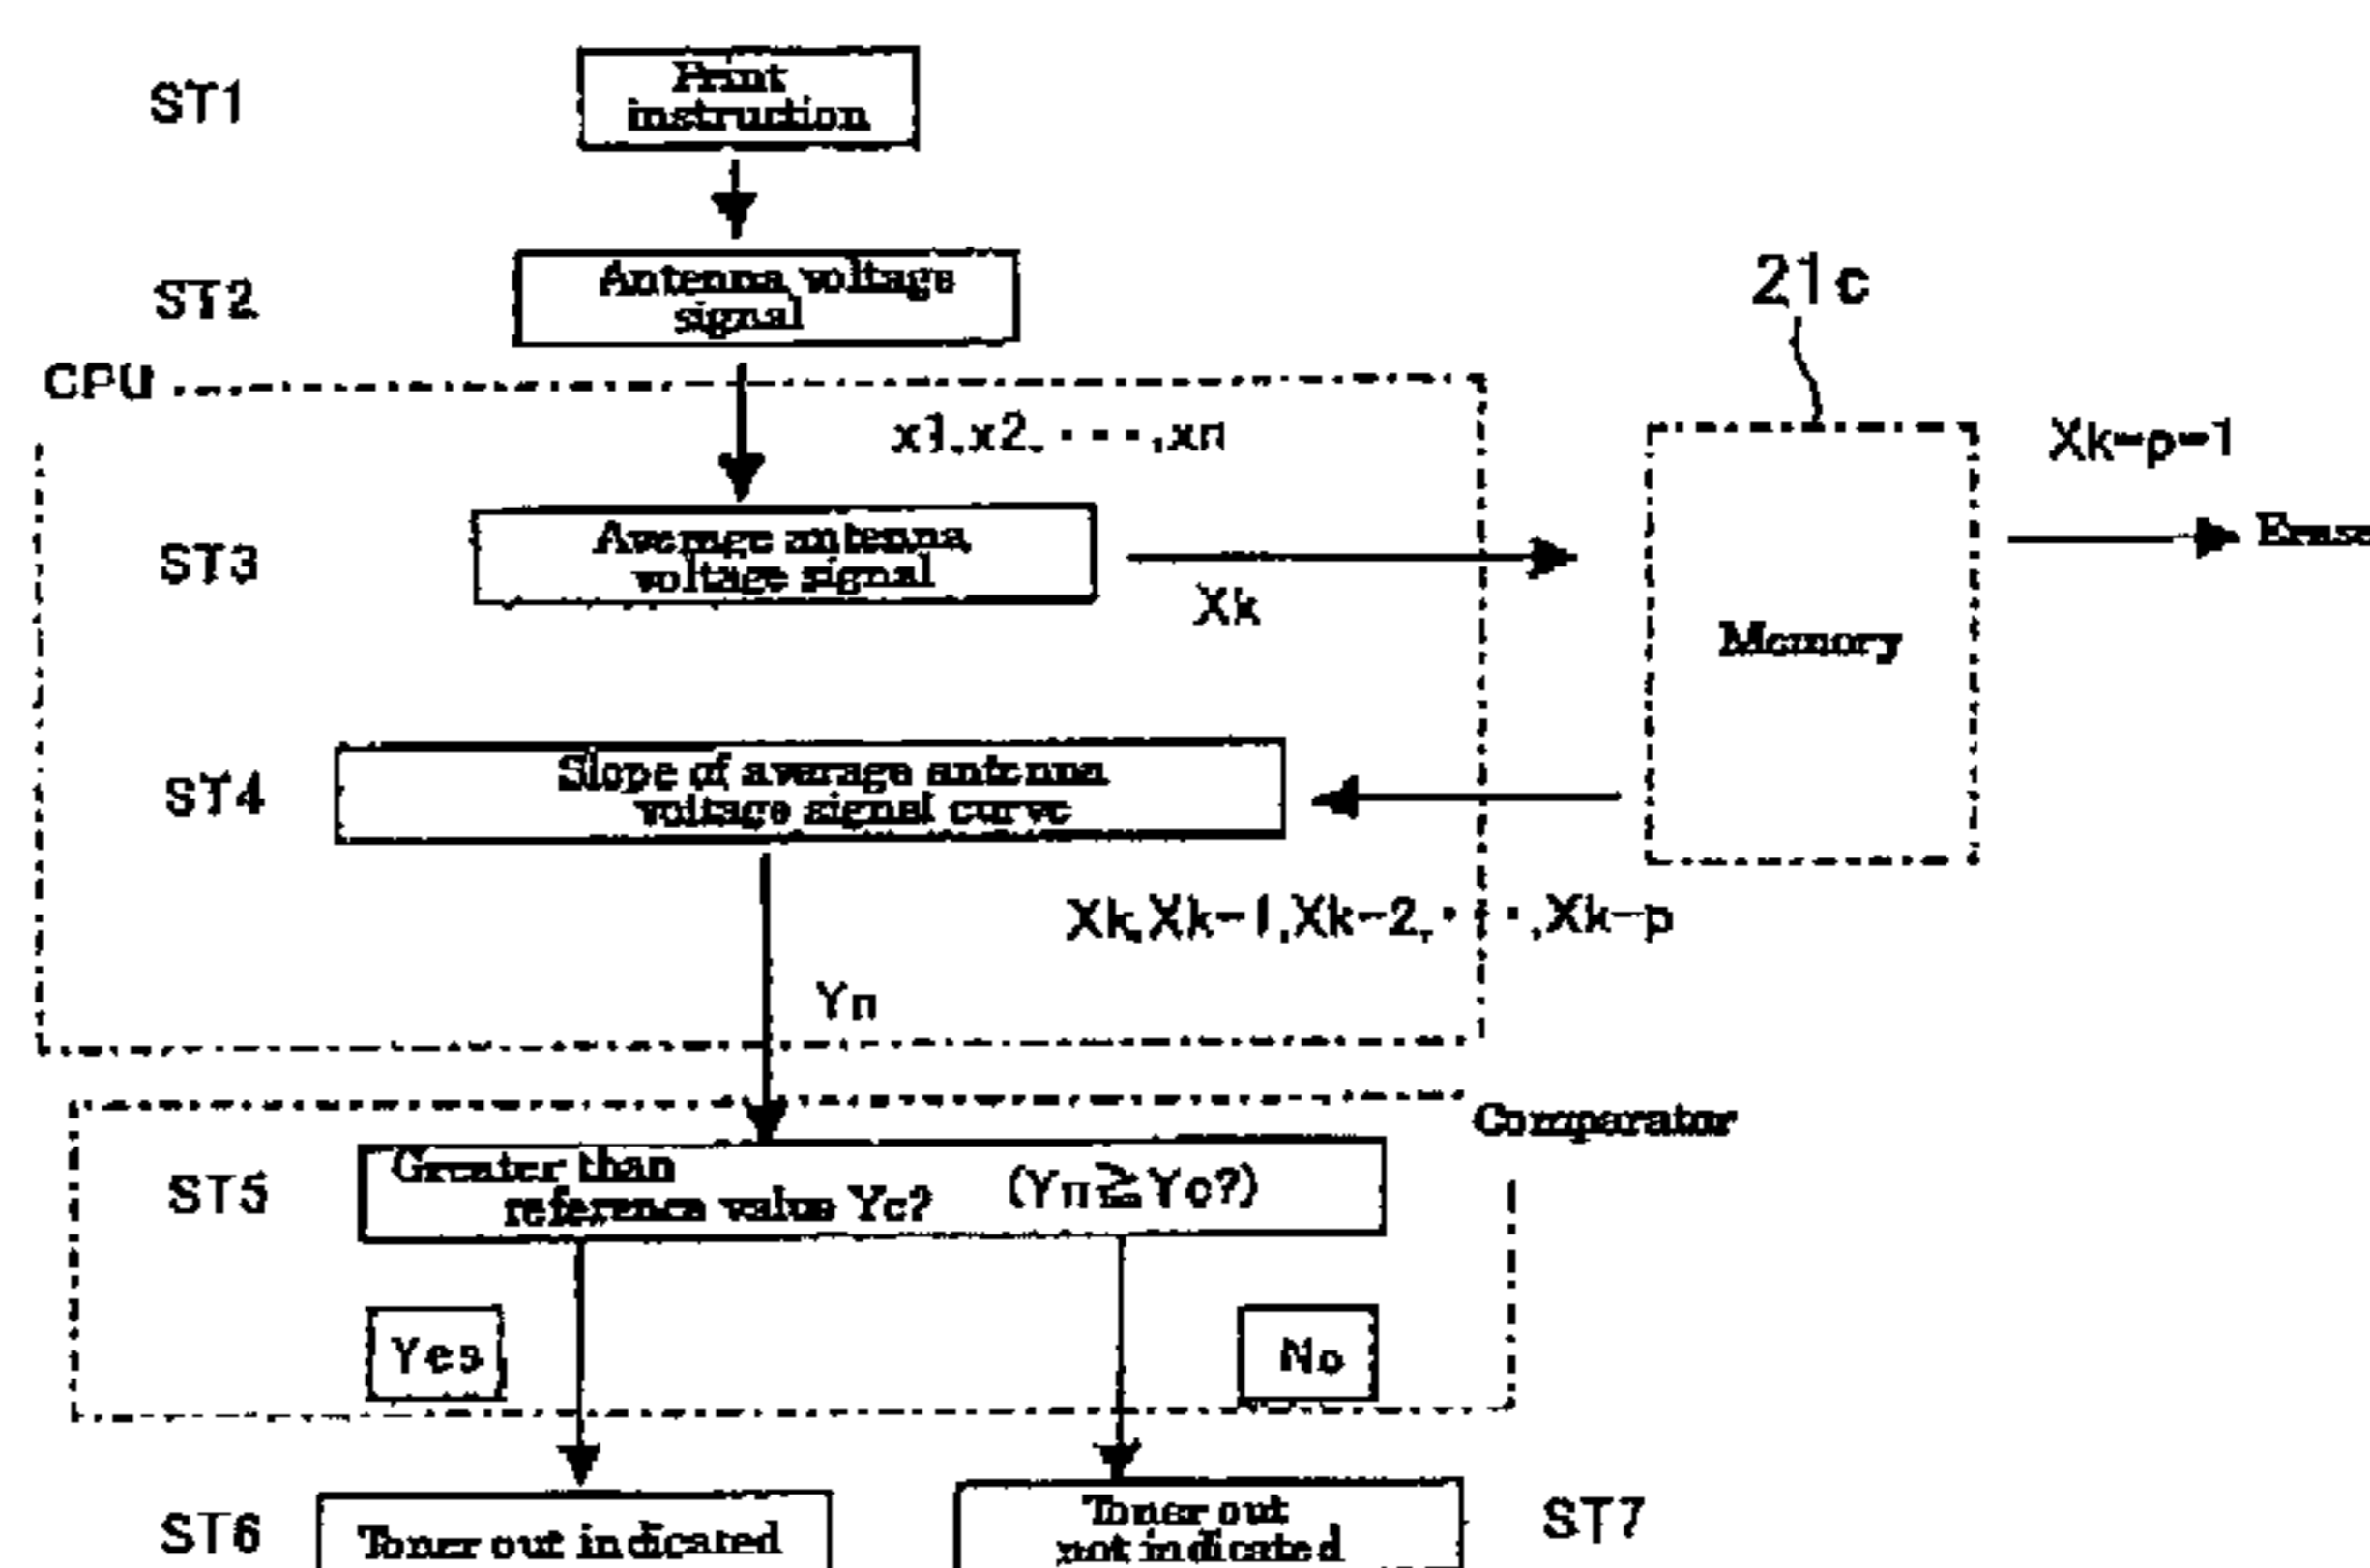 ST1
Print
instruction
ST2
Antenna voltage
signal
21c
CPU
x1,x2,・・・,xn
Xk-p-1
ST3
Average antenna
voltage signal
Xk
Erase
Memory
ST4
Slope of average antenna
voltage signal curve
Xk,Xk-1,Xk-2,・・・,Xk-p
Yn
Comparator
ST5
Greater than
reference value Yc?
(Yn≧Yc?)
Yes
No
ST6
Toner out indicated
Toner out
not indicated
ST7